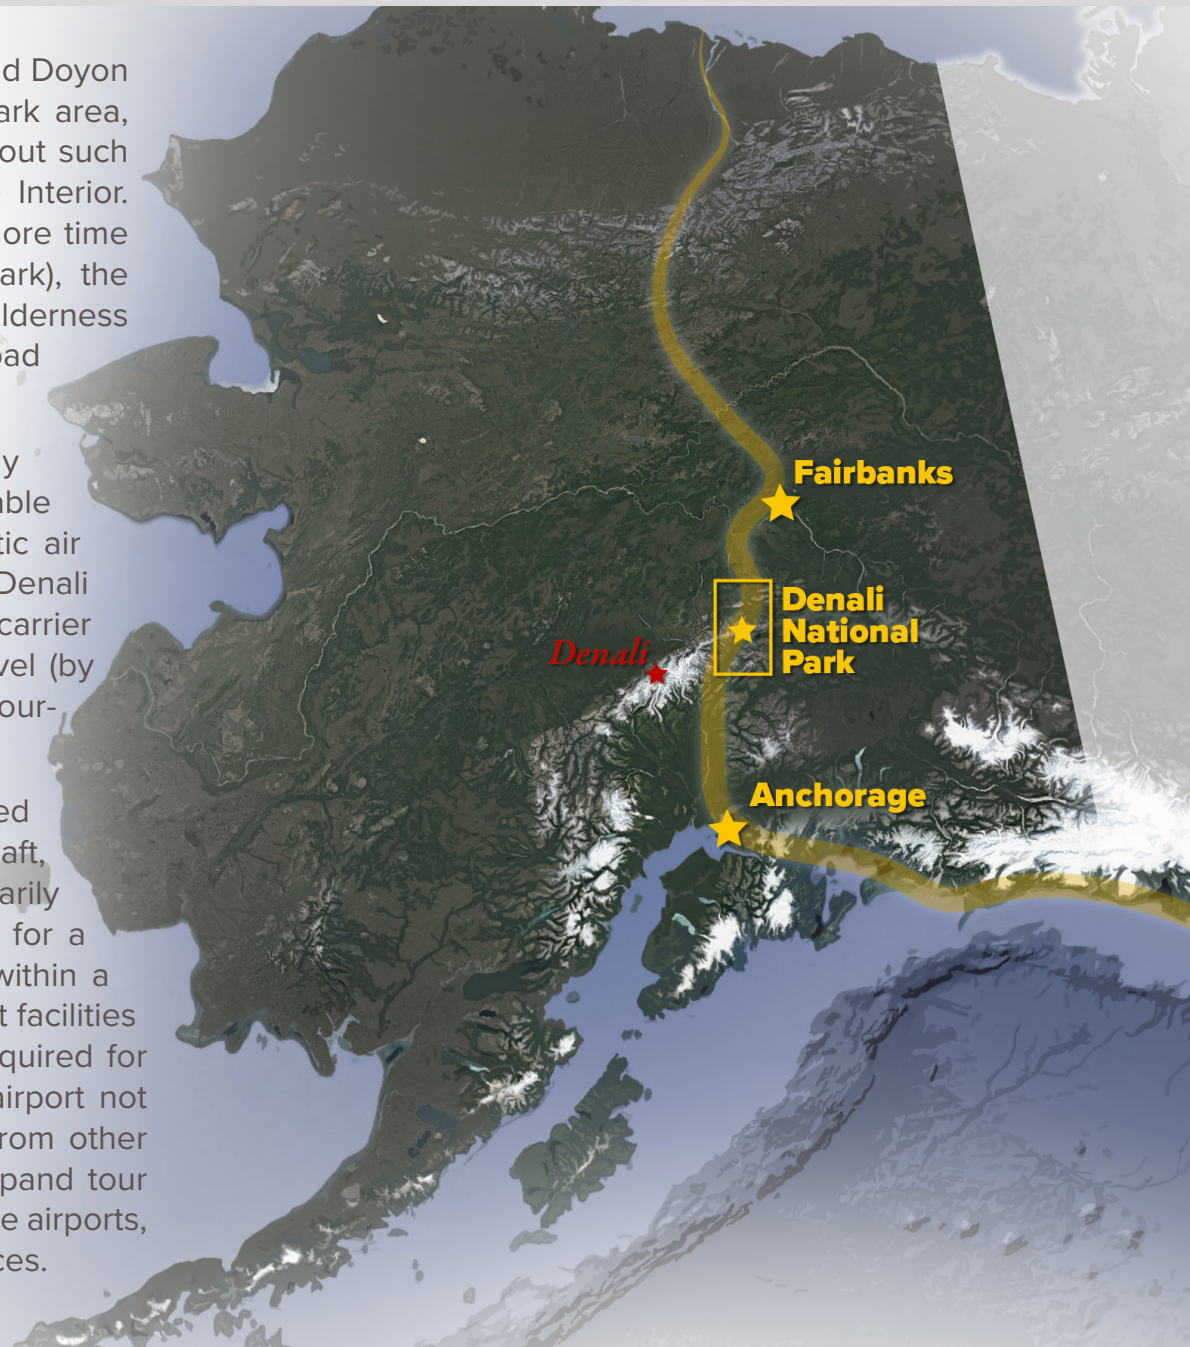 d Doyon
ark area,
out such
Interior.
ore time
ark), the
lderness
oad
y
able
tic air
Denali
carrier
vel (by
our-
ed
aft,
arily
for a
within a
t facilities
quired for
airport not
rom other
pand tour
e airports,
ces.
Fairbanks
Denali
National
Park
Denali
Anchorage